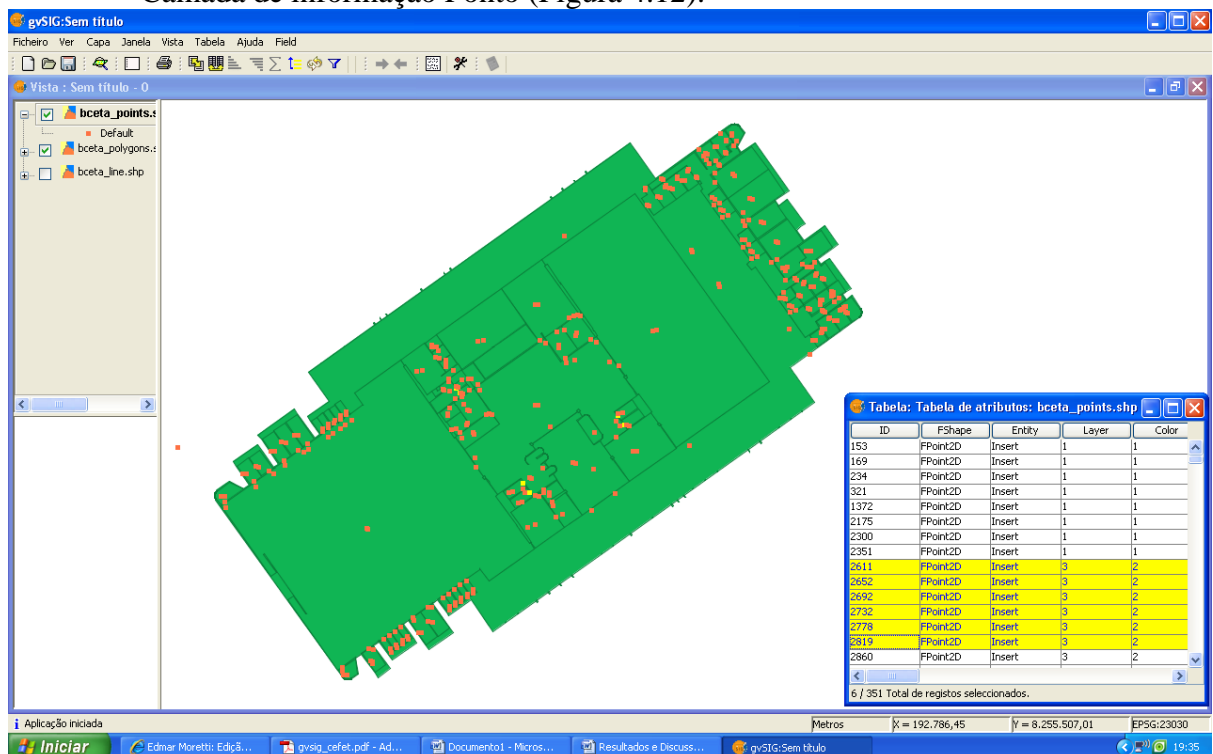 Camada de informação Ponto (Figura 4.12).
gvSIG:Sem título
Ficheiro Ver Capa Janela Vista Tabela Ajuda Field
Vista : Sem título - 0
bceta_points.s
Default
bceta_polygons.s
bceta_line.shp
Tabela: Tabela de atributos: bceta_points.shp
ID FShape Entity Layer Color
153 FPoint2D Insert 1 1
169 FPoint2D Insert 1 1
234 FPoint2D Insert 1 1
321 FPoint2D Insert 1 1
1372 FPoint2D Insert 1 1
2175 FPoint2D Insert 1 1
2300 FPoint2D Insert 1 1
2351 FPoint2D Insert 1 1
2611 FPoint2D Insert 3 2
2652 FPoint2D Insert 3 2
2692 FPoint2D Insert 3 2
2732 FPoint2D Insert 3 2
2778 FPoint2D Insert 3 2
2819 FPoint2D Insert 3 2
2860 FPoint2D Insert 3 2
6 / 351 Total de registos seleccionados.
Aplicação iniciada Metros X = 192.786,45 Y = 8.255.507,01 EPSG:23030
Iniciar Edmar Moretti: Ediçã... gvsig_cefet.pdf - Ad... Documento1 - Micros... Resultados e Discuss... gvSIG:Sem título 19:35